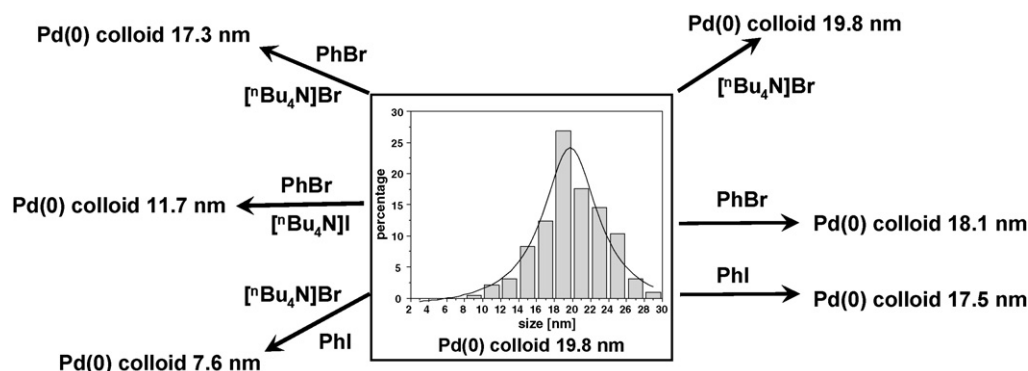 Pd(0) colloid 17.3 nm
PhBr
[ⁿBu₄N]Br
Pd(0) colloid 19.8 nm
[ⁿBu₄N]Br
PhBr
[ⁿBu₄N]I
Pd(0) colloid 11.7 nm
PhBr
Pd(0) colloid 18.1 nm
PhI
Pd(0) colloid 17.5 nm
[ⁿBu₄N]Br
PhI
Pd(0) colloid 7.6 nm
percentage
30
25
20
15
10
5
0
2 4 6 8 10 11 12 14 16 18 20 22 24 26 28 30
size [nm]
Pd(0) colloid 19.8 nm